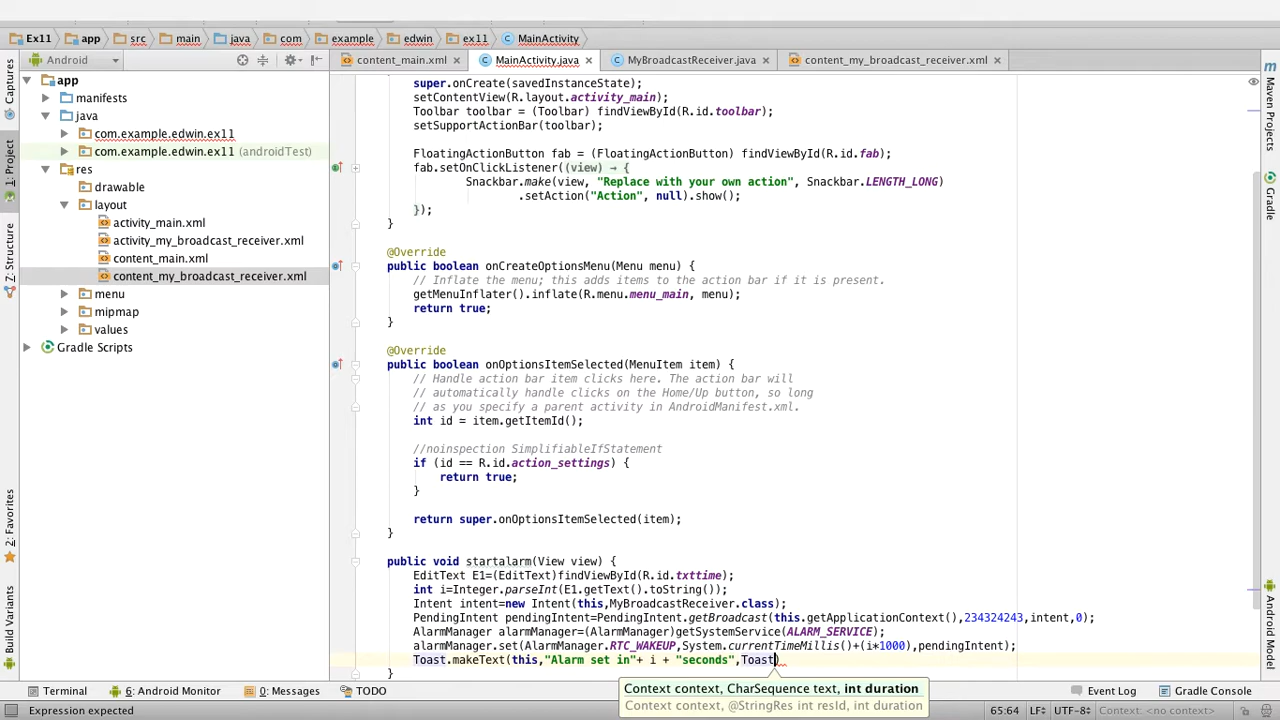 Ex11 app src main java com example edwin ex11 MainActivity
Android
content_main.xml MainActivity.java MyBroadcastReceiver.java content_my_broadcast_receiver.xml
Captures
1: Project
7: Structure
2: Favorites
Build Variants
app
manifests
java
com.example.edwin.ex11
com.example.edwin.ex11 (androidTest)
res
drawable
layout
activity_main.xml
activity_my_broadcast_receiver.xml
content_main.xml
content_my_broadcast_receiver.xml
menu
mipmap
values
Gradle Scripts
super.onCreate(savedInstanceState);
setContentView(R.layout.activity_main);
Toolbar toolbar = (Toolbar) findViewById(R.id.toolbar);
setSupportActionBar(toolbar);
FloatingActionButton fab = (FloatingActionButton) findViewById(R.id.fab);
fab.setOnClickListener((view) → {
Snackbar.make(view, "Replace with your own action", Snackbar.LENGTH_LONG)
.setAction("Action", null).show();
});
}
@Override
public boolean onCreateOptionsMenu(Menu menu) {
// Inflate the menu; this adds items to the action bar if it is present.
getMenuInflater().inflate(R.menu.menu_main, menu);
return true;
}
@Override
public boolean onOptionsItemSelected(MenuItem item) {
// Handle action bar item clicks here. The action bar will
// automatically handle clicks on the Home/Up button, so long
// as you specify a parent activity in AndroidManifest.xml.
int id = item.getItemId();
//noinspection SimplifiableIfStatement
if (id == R.id.action_settings) {
return true;
}
return super.onOptionsItemSelected(item);
}
public void startalarm(View view) {
EditText E1=(EditText)findViewById(R.id.txttime);
int i=Integer.parseInt(E1.getText().toString());
Intent intent=new Intent(this,MyBroadcastReceiver.class);
PendingIntent pendingIntent=PendingIntent.getBroadcast(this.getApplicationContext(),234324243,intent,0);
AlarmManager alarmManager=(AlarmManager)getSystemService(ALARM_SERVICE);
alarmManager.set(AlarmManager.RTC_WAKEUP,System.currentTimeMillis()+(i*1000),pendingIntent);
Toast.makeText(this,"Alarm set in"+ i + "seconds",Toast
}
Context context, CharSequence text, int duration
Context context, @StringRes int resId, int duration
m
Maven Projects
Gradle
Android Model
Terminal 6: Android Monitor 0: Messages TODO Event Log Gradle Console
Expression expected 65:64 LF÷ UTF-8÷ Context: <no context>